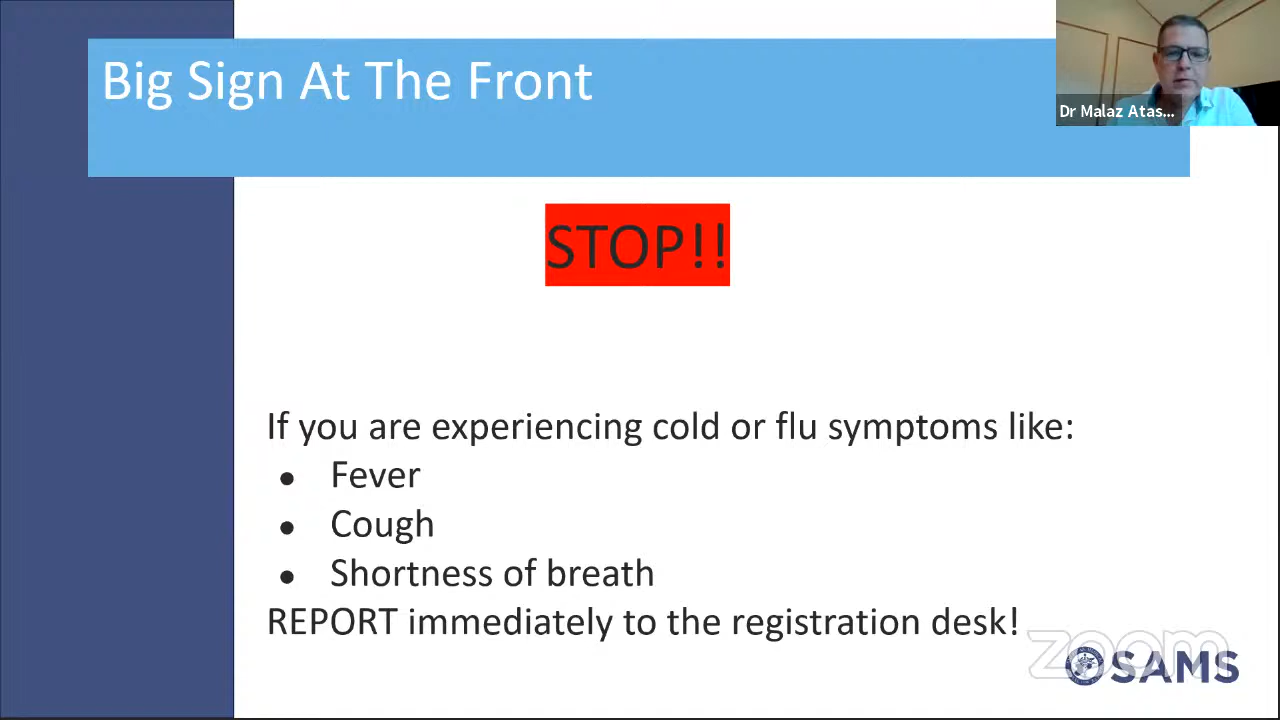 Big Sign At The Front
Dr Malaz Atas...
STOP!!
If you are experiencing cold or flu symptoms like:
● Fever
● Cough
● Shortness of breath
REPORT immediately to the registration desk!
zoom
SAMS